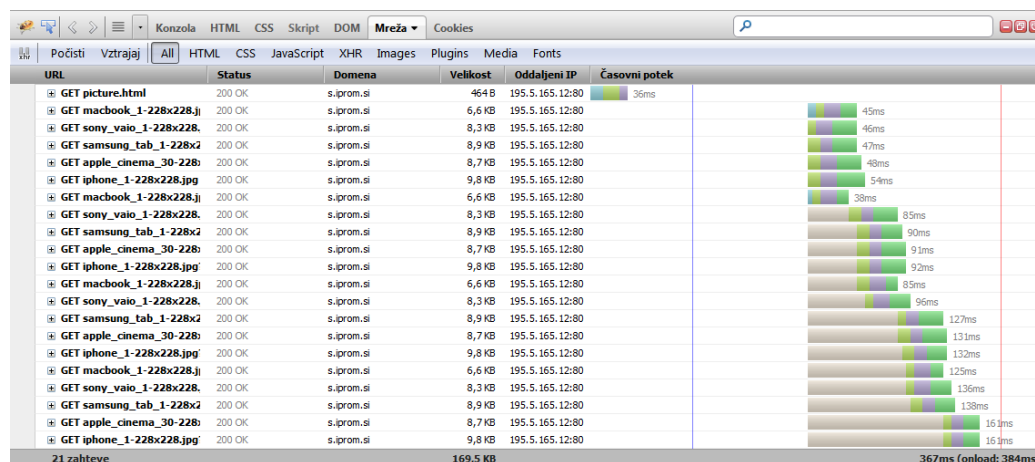 Konzola HTML CSS Skript DOM Mreža Cookies
Počisti Vztrajaj All HTML CSS JavaScript XHR Images Plugins Media Fonts
URL Status Domena Velikost Oddaljeni IP Časovni potek
GET picture.html 200 OK s.iprom.si 464 B 195.5.165.12:80 36ms
GET macbook_1-228x228.j 200 OK s.iprom.si 6,6 KB 195.5.165.12:80 45ms
GET sony_vaio_1-228x228. 200 OK s.iprom.si 8,3 KB 195.5.165.12:80 46ms
GET samsung_tab_1-228x2 200 OK s.iprom.si 8,9 KB 195.5.165.12:80 47ms
GET apple_cinema_30-228x 200 OK s.iprom.si 8,7 KB 195.5.165.12:80 48ms
GET iphone_1-228x228.jpg 200 OK s.iprom.si 9,8 KB 195.5.165.12:80 54ms
GET macbook_1-228x228.j 200 OK s.iprom.si 6,6 KB 195.5.165.12:80 38ms
GET sony_vaio_1-228x228. 200 OK s.iprom.si 8,3 KB 195.5.165.12:80 85ms
GET samsung_tab_1-228x2 200 OK s.iprom.si 8,9 KB 195.5.165.12:80 90ms
GET apple_cinema_30-228x 200 OK s.iprom.si 8,7 KB 195.5.165.12:80 91ms
GET iphone_1-228x228.jpg 200 OK s.iprom.si 9,8 KB 195.5.165.12:80 92ms
GET macbook_1-228x228.j 200 OK s.iprom.si 6,6 KB 195.5.165.12:80 85ms
GET sony_vaio_1-228x228. 200 OK s.iprom.si 8,3 KB 195.5.165.12:80 96ms
GET samsung_tab_1-228x2 200 OK s.iprom.si 8,9 KB 195.5.165.12:80 127ms
GET apple_cinema_30-228x 200 OK s.iprom.si 8,7 KB 195.5.165.12:80 131ms
GET iphone_1-228x228.jpg 200 OK s.iprom.si 9,8 KB 195.5.165.12:80 132ms
GET macbook_1-228x228.j 200 OK s.iprom.si 6,6 KB 195.5.165.12:80 125ms
GET sony_vaio_1-228x228. 200 OK s.iprom.si 8,3 KB 195.5.165.12:80 136ms
GET samsung_tab_1-228x2 200 OK s.iprom.si 8,9 KB 195.5.165.12:80 138ms
GET apple_cinema_30-228x 200 OK s.iprom.si 8,7 KB 195.5.165.12:80 161ms
GET iphone_1-228x228.jpg 200 OK s.iprom.si 9,8 KB 195.5.165.12:80 161ms
21 zahteve 169,5 KB 367ms (onload: 384ms